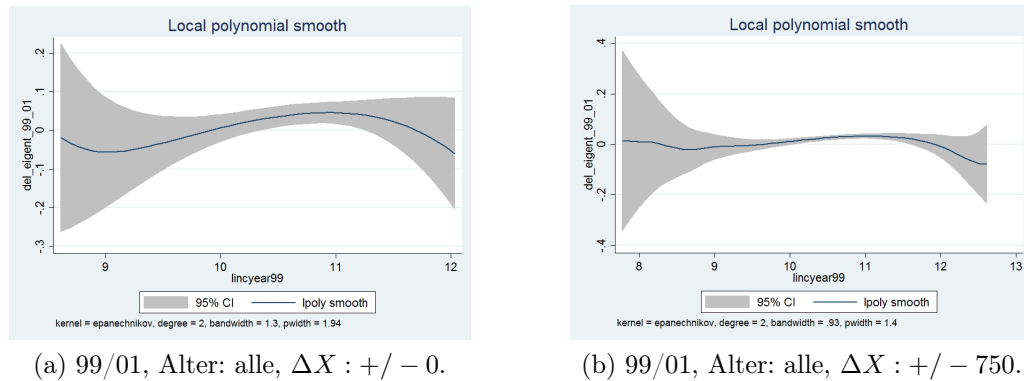 Local polynomial smooth
.2
.1
0
-.1
-.2
-.3
del_eigent_99_01
9 10 11 12
lincyear99
95% CI lpoly smooth
kernel = epanechnikov, degree = 2, bandwidth = 1.3, pwidth = 1.94
(a) 99/01, Alter: alle, ΔX : +/ − 0.
Local polynomial smooth
.4
.2
0
-.2
-.4
del_eigent_99_01
8 9 10 11 12 13
lincyear99
95% CI lpoly smooth
kernel = epanechnikov, degree = 2, bandwidth = .93, pwidth = 1.4
(b) 99/01, Alter: alle, ΔX : +/ − 750.